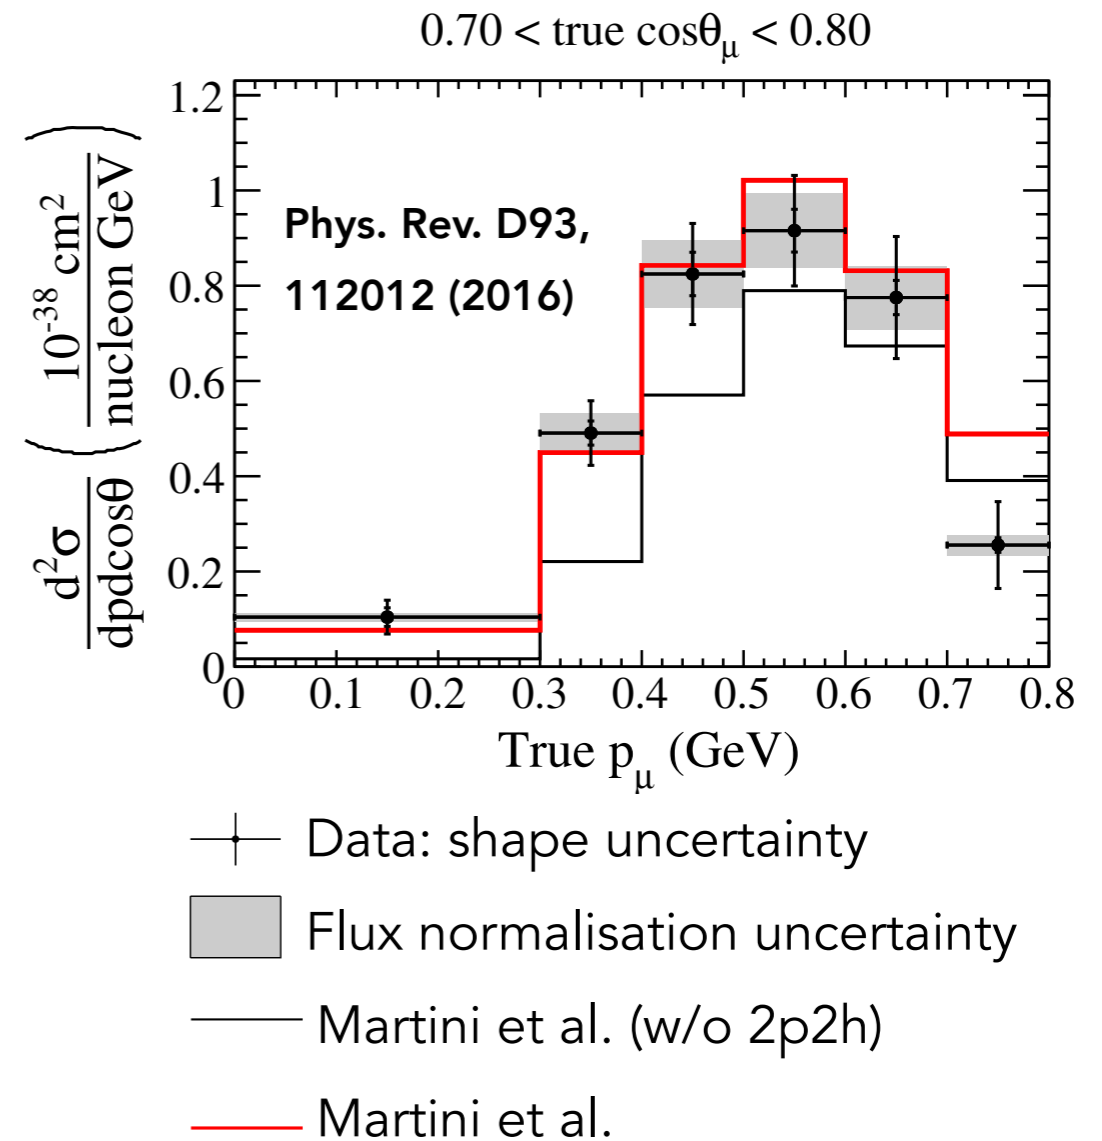 0.70 < true cosθμ < 0.80
d²σ/dpdcosθ (10⁻³⁸ cm²/nucleon GeV)
1.2
1
0.8
0.6
0.4
0.2
0
Phys. Rev. D93,
112012 (2016)
0 0.1 0.2 0.3 0.4 0.5 0.6 0.7 0.8
True pμ (GeV)
Data: shape uncertainty
Flux normalisation uncertainty
Martini et al. (w/o 2p2h)
Martini et al.